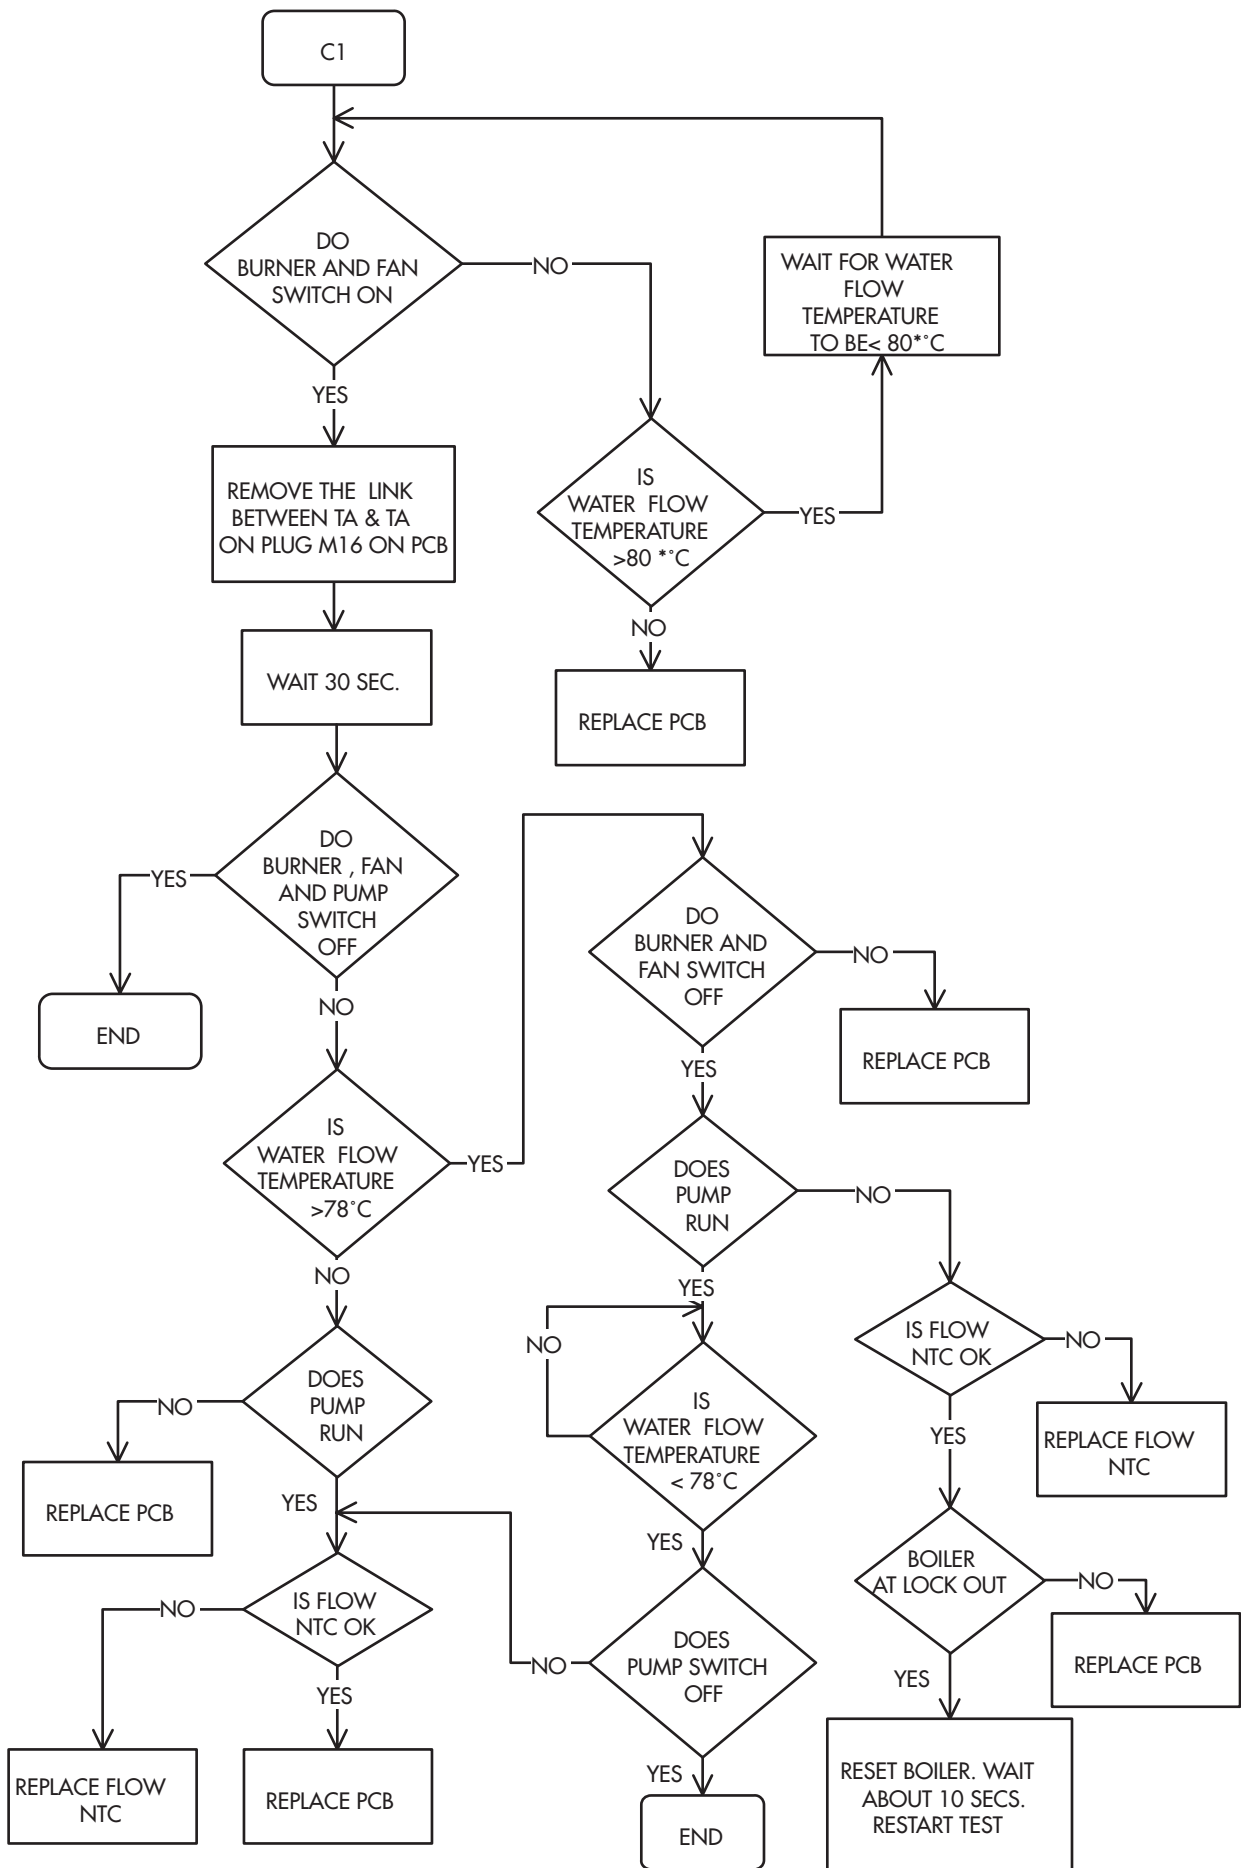 C1
DO
BURNER AND FAN
SWITCH ON
NO
WAIT FOR WATER
FLOW
TEMPERATURE
TO BE< 80*°C
YES
REMOVE THE LINK
BETWEEN TA & TA
ON PLUG M16 ON PCB
IS
WATER FLOW
TEMPERATURE
>80 *°C
YES
NO
REPLACE PCB
WAIT 30 SEC.
DO
BURNER , FAN
AND PUMP
SWITCH
OFF
YES
END
NO
IS
WATER FLOW
TEMPERATURE
>78°C
YES
DO
BURNER AND
FAN SWITCH
OFF
NO
REPLACE PCB
YES
DOES
PUMP
RUN
NO
NO
DOES
PUMP
RUN
NO
REPLACE PCB
YES
IS FLOW
NTC OK
NO
REPLACE FLOW
NTC
YES
REPLACE PCB
YES
NO
IS
WATER FLOW
TEMPERATURE
< 78°C
YES
DOES
PUMP SWITCH
OFF
NO
YES
END
IS FLOW
NTC OK
NO
REPLACE FLOW
NTC
YES
BOILER
AT LOCK OUT
NO
REPLACE PCB
YES
RESET BOILER. WAIT
ABOUT 10 SECS.
RESTART TEST